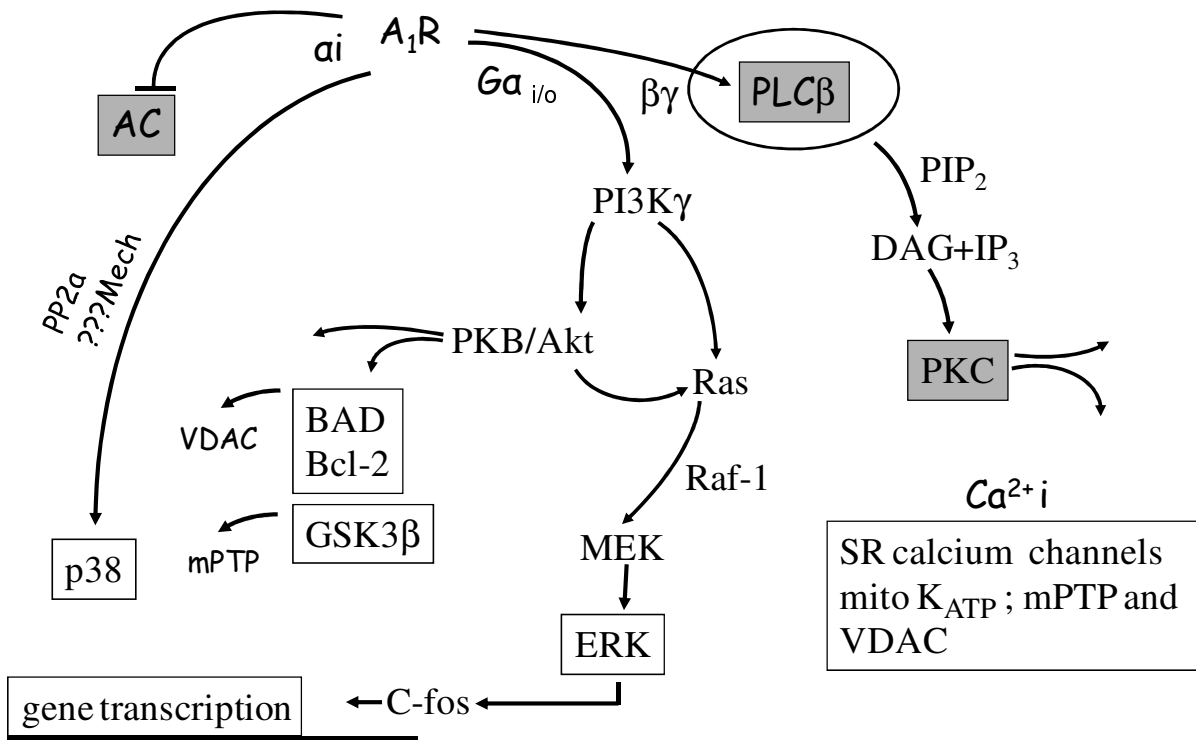 αi
A₁R
Gα i/o
βγ
PLCβ
AC
PIP₂
PI3Kγ
DAG+IP₃
PP2a
???Mech
PKB/Akt
Ras
PKC
VDAC
BAD
Bcl-2
Raf-1
Ca²⁺i
mPTP
GSK3β
MEK
p38
SR calcium channels
mito K_ATP ; mPTP and
VDAC
ERK
gene transcription
C-fos